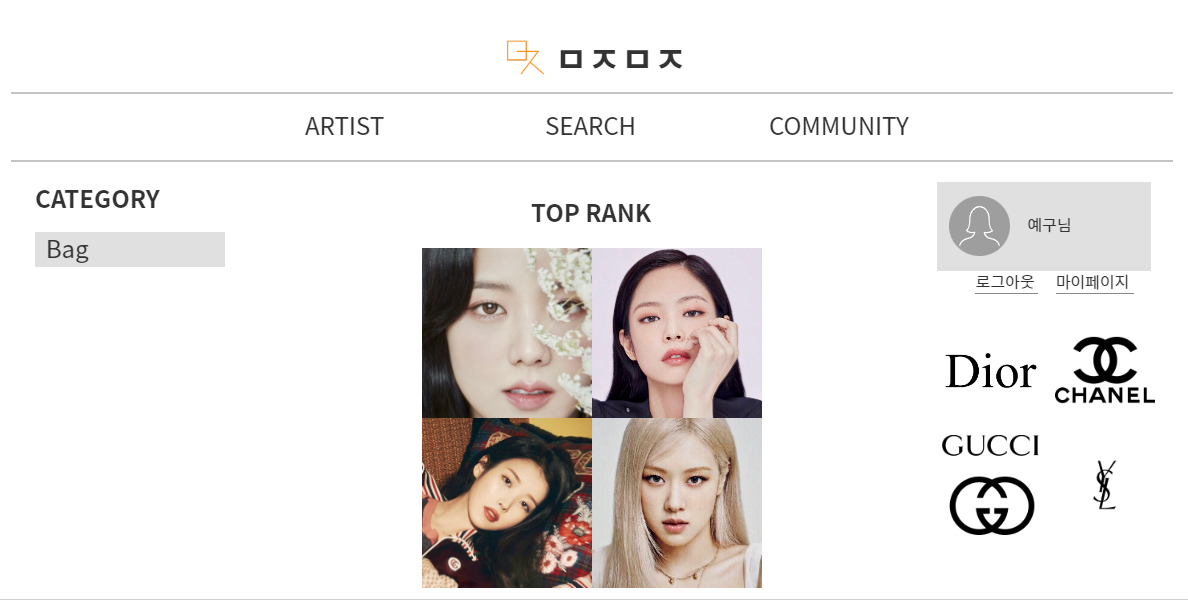 ㅁㅈㅁㅈ
ARTIST SEARCH COMMUNITY
CATEGORY
Bag
TOP RANK
예구님
로그아웃 마이페이지
Dior
CHANEL
GUCCI
YSL